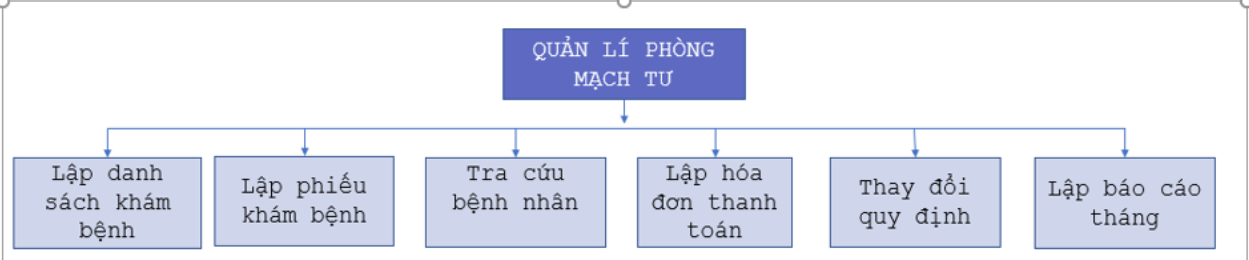 QUẢN LÍ PHÒNG
MẠCH TƯ
Lập danh
sách khám
bệnh
Lập phiếu
khám bệnh
Tra cứu
bệnh nhân
Lập hóa
đơn thanh
toán
Thay đổi
quy định
Lập báo cáo
tháng